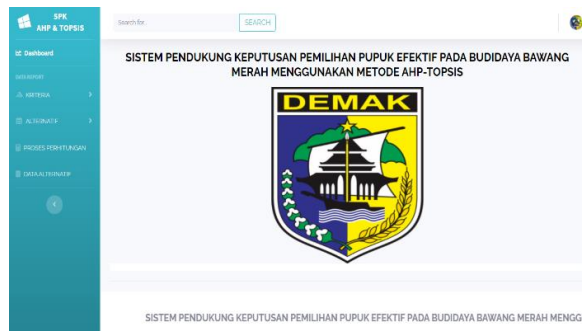 SPK
AHP & TOPSIS
Search for...
SEARCH
Dashboard
KRITERIA
ALTERNATIF
PROSES PERHITUNGAN
DATA ALTERNATIF
SISTEM PENDUKUNG KEPUTUSAN PEMILIHAN PUPUK EFEKTIF PADA BUDIDAYA BAWANG
MERAH MENGGUNAKAN METODE AHP-TOPSIS
DEMAK
SISTEM PENDUKUNG KEPUTUSAN PEMILIHAN PUPUK EFEKTIF PADA BUDIDAYA BAWANG MERAH MENGG